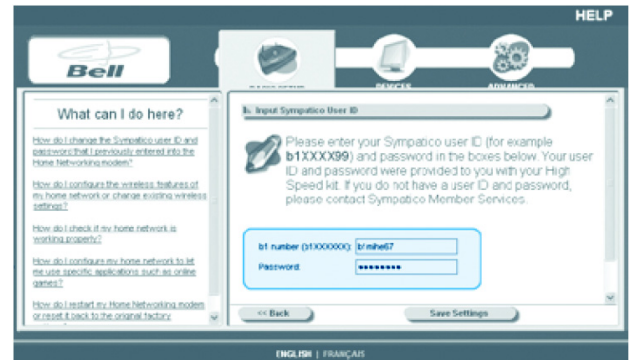 HELP
Bell
DEVICES
ADVANCED
What can I do here?
How do I change the Sympatico user ID and
password that I previously entered into the
Home Networking modem?
How do I configure the wireless features of
my home network or change existing wireless
settings?
How do I check if my home network is
working properly?
How do I configure my home network to let
me use specific applications such as online
games?
How do I restart my Home Networking modem
or reset it back to the original factory
Input Sympatico User ID
Please enter your Sympatico user ID (for example
b1XXXX99) and password in the boxes below. Your user
ID and password were provided to you with your High
Speed kit. If you do not have a user ID and password,
please contact Sympatico Member Services.
b1 number (b1XXXXXX):
Password:
<< Back
Save Settings
ENGLISH | FRANÇAIS